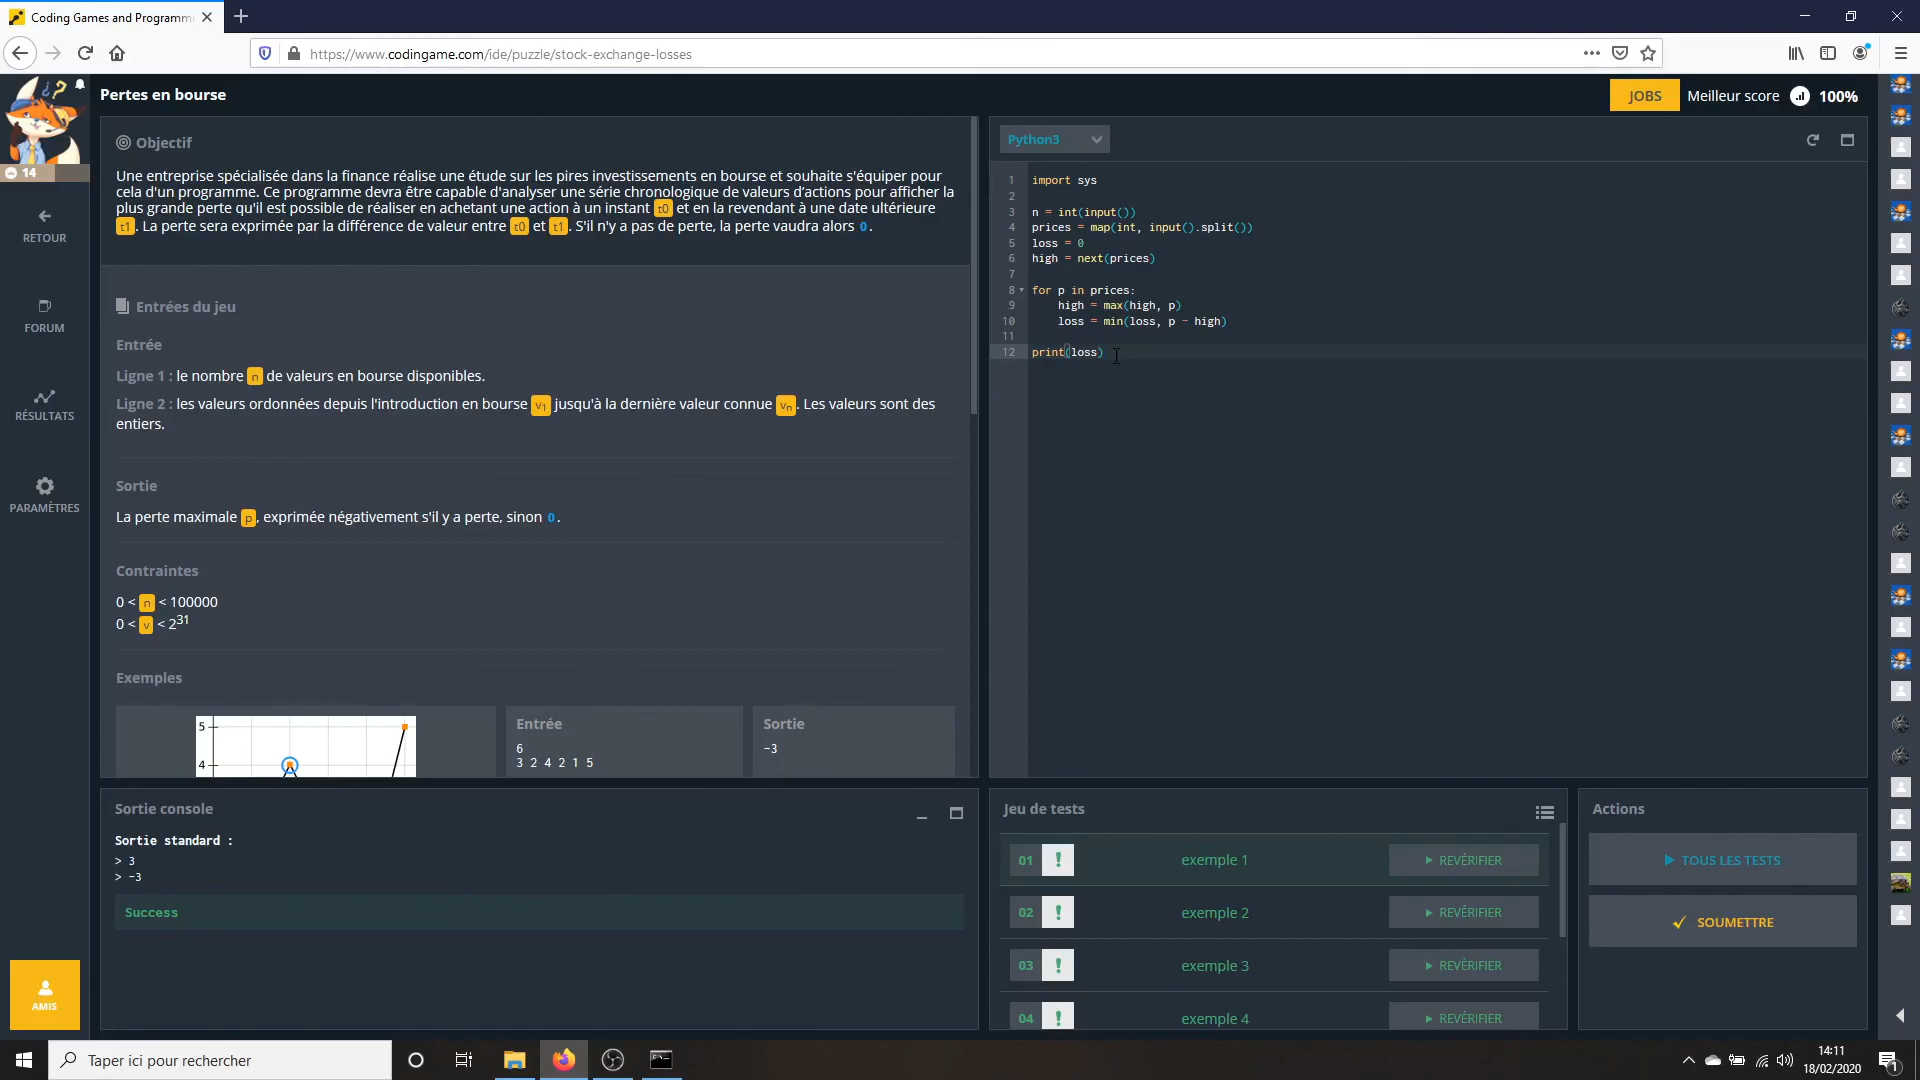 Coding Games and Programm
https://www.codingame.com/ide/puzzle/stock-exchange-losses
Pertes en bourse
JOBS
Meilleur score
100%
14
RETOUR
FORUM
RÉSULTATS
PARAMÈTRES
AMIS
Objectif
Une entreprise spécialisée dans la finance réalise une étude sur les pires investissements en bourse et souhaite s'équiper pour
cela d'un programme. Ce programme devra être capable d'analyser une série chronologique de valeurs d'actions pour afficher la
plus grande perte qu'il est possible de réaliser en achetant une action à un instant t0 et en la revendant à une date ultérieure
t1. La perte sera exprimée par la différence de valeur entre t0 et t1. S'il n'y a pas de perte, la perte vaudra alors 0.
Entrées du jeu
Entrée
Ligne 1 : le nombre n de valeurs en bourse disponibles.
Ligne 2 : les valeurs ordonnées depuis l'introduction en bourse v1 jusqu'à la dernière valeur connue vn. Les valeurs sont des
entiers.
Sortie
La perte maximale p, exprimée négativement s'il y a perte, sinon 0.
Contraintes
0 < n < 100000
0 < v < 2^31
Exemples
5
4
Entrée
6
3 2 4 2 1 5
Sortie
-3
Python3
1 import sys
2
3 n = int(input())
4 prices = map(int, input().split())
5 loss = 0
6 high = next(prices)
7
8 for p in prices:
9 high = max(high, p)
10 loss = min(loss, p - high)
11
12 print(loss)
Sortie console
Sortie standard :
> 3
> -3
Success
Jeu de tests
01 ! exemple 1 REVÉRIFIER
02 ! exemple 2 REVÉRIFIER
03 ! exemple 3 REVÉRIFIER
04 ! exemple 4 REVÉRIFIER
Actions
TOUS LES TESTS
SOUMETTRE
Taper ici pour rechercher
14:11
18/02/2020
1